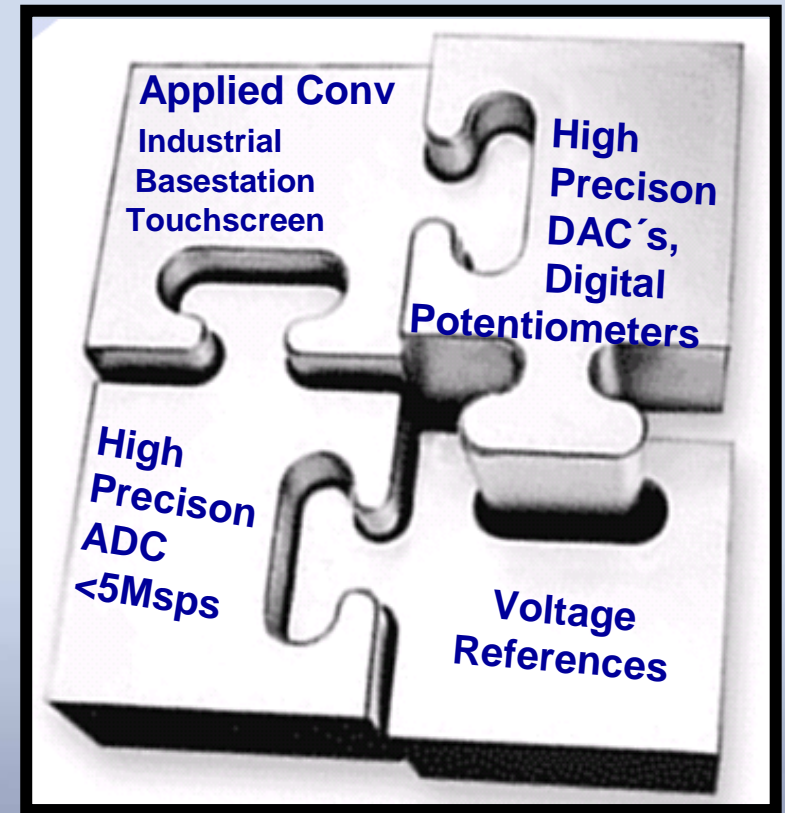 Applied Conv
Industrial
Basestation
Touchscreen
High
Precison
DAC´s,
Digital
Potentiometers
High
Precison
ADC
<5Msps
Voltage
References